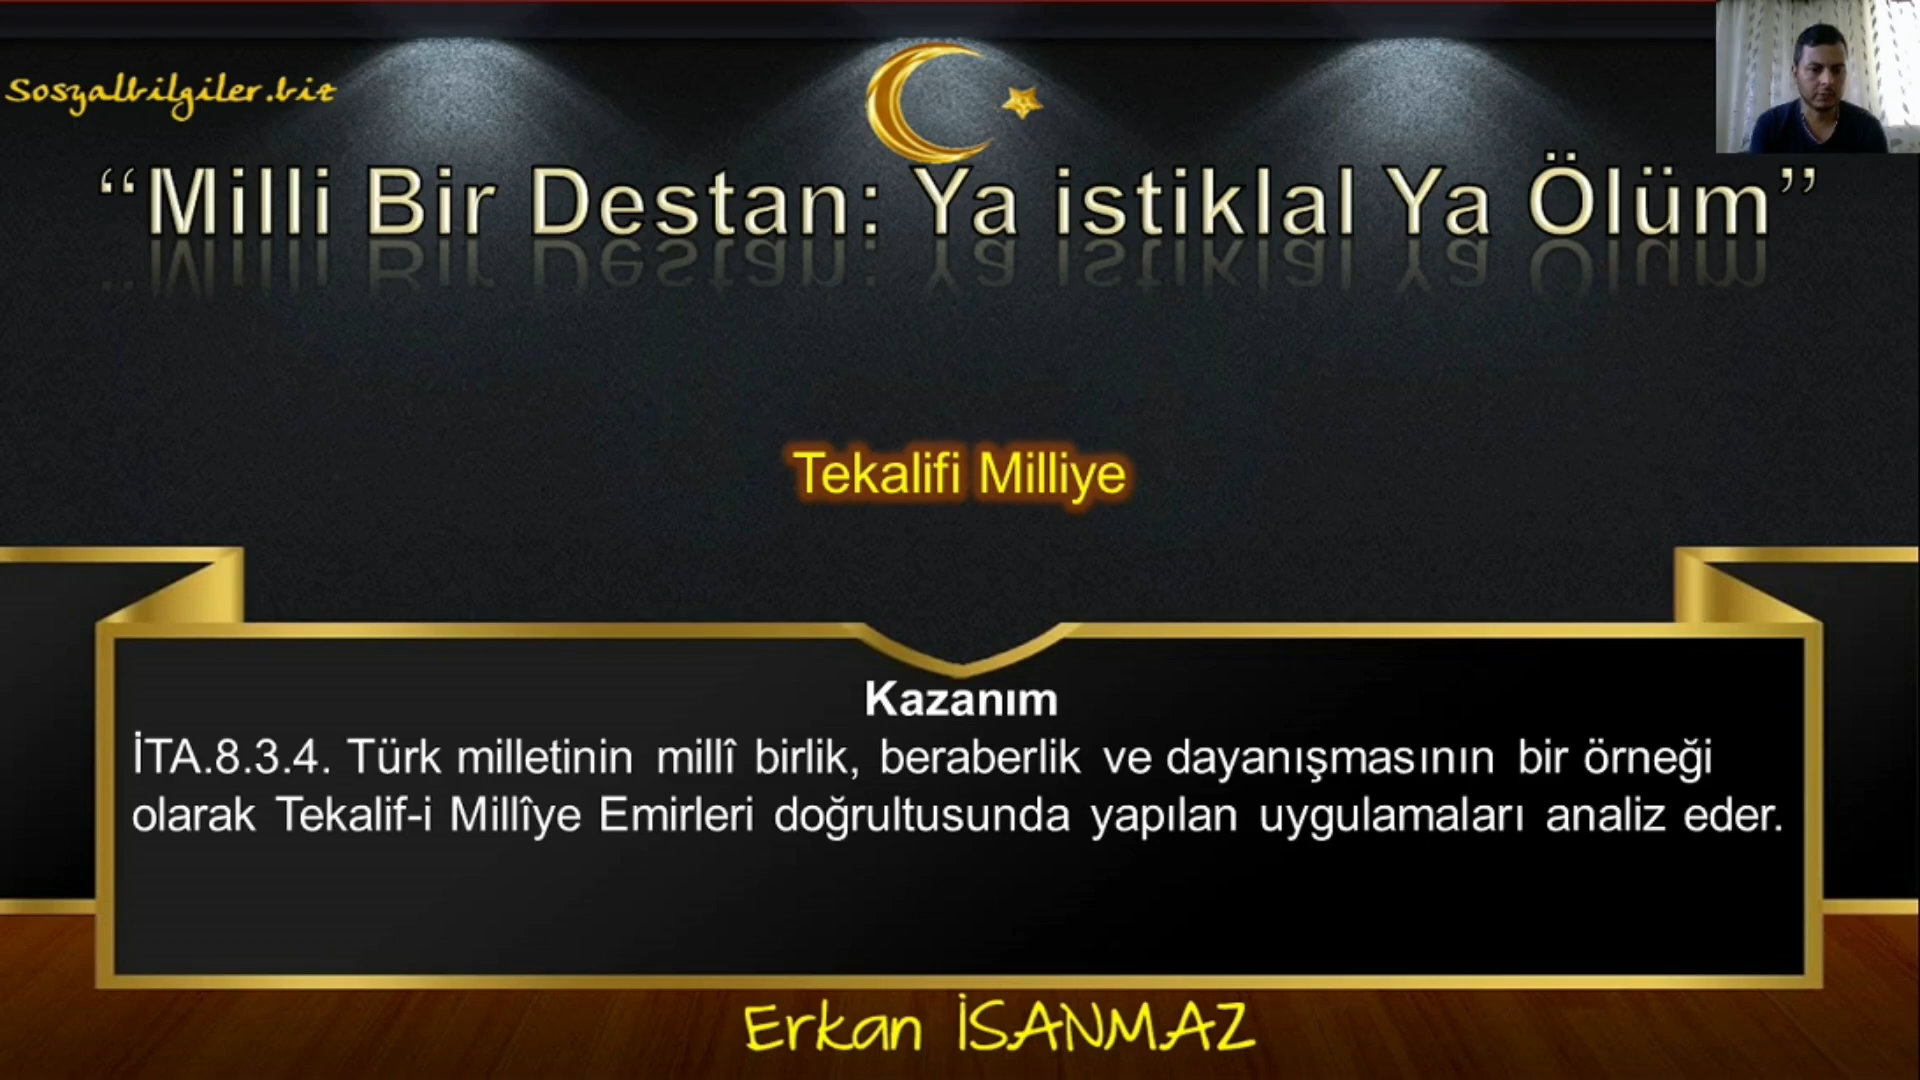 Sosyalbilgiler.biz
“Milli Bir Destan: Ya istiklal Ya Ölüm”
Tekalifi Milliye
Kazanım
İTA.8.3.4. Türk milletinin millî birlik, beraberlik ve dayanışmasının bir örneği
olarak Tekalif-i Millîye Emirleri doğrultusunda yapılan uygulamaları analiz eder.
Erkan İSANMAZ